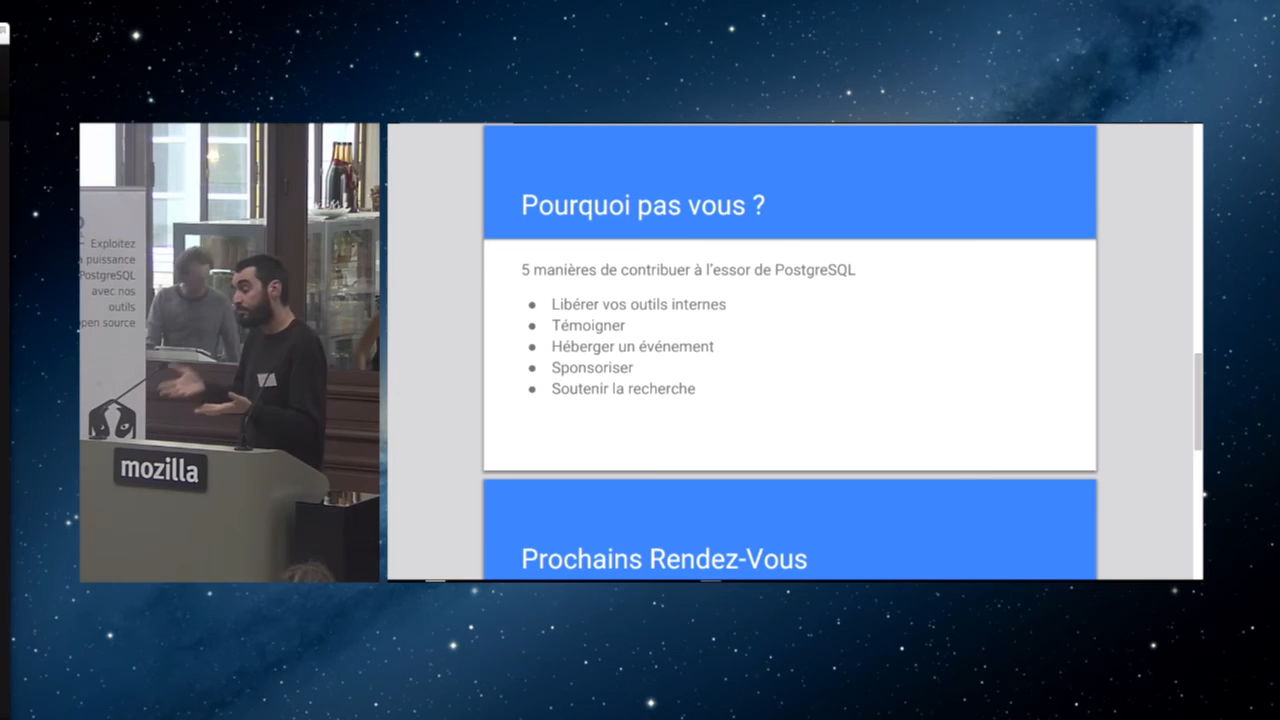 Exploitez
puissance
PostgreSQL
avec nos
outils
pen source
mozilla
Pourquoi pas vous ?
5 manières de contribuer à l'essor de PostgreSQL
● Libérer vos outils internes
● Témoigner
● Héberger un événement
● Sponsoriser
● Soutenir la recherche
Prochains Rendez-Vous